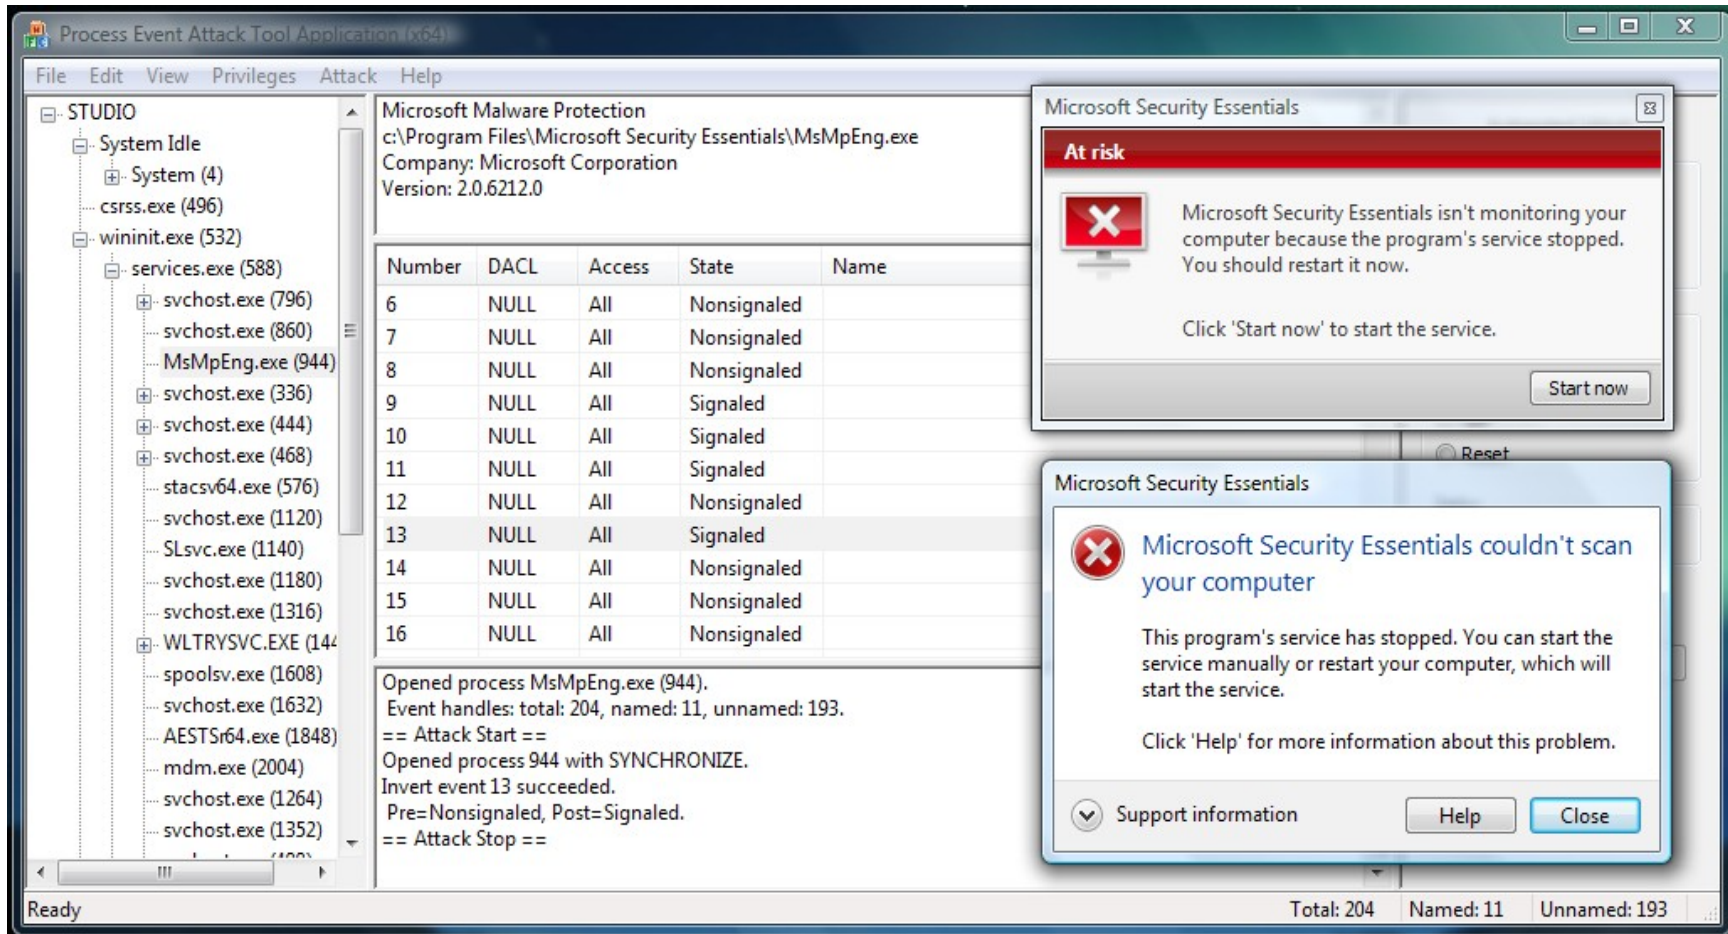 Process Event Attack Tool Application (x64)
File Edit View Privileges Attack Help
STUDIO
System Idle
System (4)
csrss.exe (496)
wininit.exe (532)
services.exe (588)
svchost.exe (796)
svchost.exe (860)
MsMpEng.exe (944)
svchost.exe (336)
svchost.exe (444)
svchost.exe (468)
stacsv64.exe (576)
svchost.exe (1120)
SLsvc.exe (1140)
svchost.exe (1180)
svchost.exe (1316)
WLTRYSVC.EXE (144
spoolsv.exe (1608)
svchost.exe (1632)
AESTSr64.exe (1848)
mdm.exe (2004)
svchost.exe (1264)
svchost.exe (1352)
Microsoft Malware Protection
c:\Program Files\Microsoft Security Essentials\MsMpEng.exe
Company: Microsoft Corporation
Version: 2.0.6212.0
Number DACL Access State Name
6 NULL All Nonsignaled
7 NULL All Nonsignaled
8 NULL All Nonsignaled
9 NULL All Signaled
10 NULL All Signaled
11 NULL All Signaled
12 NULL All Nonsignaled
13 NULL All Signaled
14 NULL All Nonsignaled
15 NULL All Nonsignaled
16 NULL All Nonsignaled
Opened process MsMpEng.exe (944).
Event handles: total: 204, named: 11, unnamed: 193.
== Attack Start ==
Opened process 944 with SYNCHRONIZE.
Invert event 13 succeeded.
Pre=Nonsignaled, Post=Signaled.
== Attack Stop ==
Microsoft Security Essentials
At risk
Microsoft Security Essentials isn't monitoring your
computer because the program's service stopped.
You should restart it now.
Click 'Start now' to start the service.
Start now
Reset
Microsoft Security Essentials
Microsoft Security Essentials couldn't scan
your computer
This program's service has stopped. You can start the
service manually or restart your computer, which will
start the service.
Click 'Help' for more information about this problem.
Support information
Help
Close
Ready
Total: 204 Named: 11 Unnamed: 193